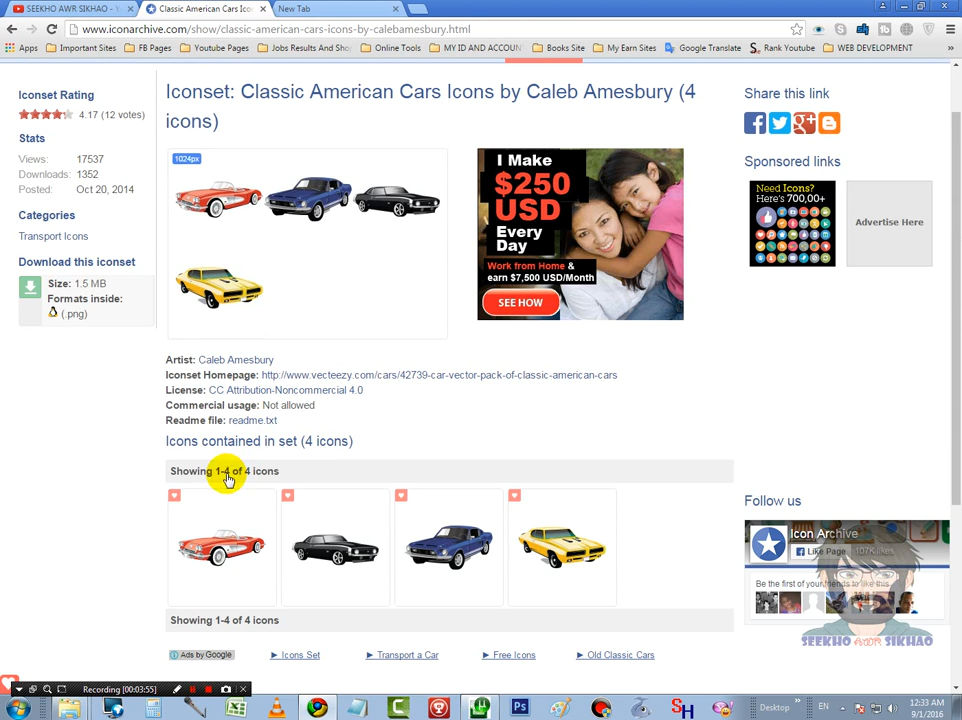 SEEKHO AWR SIKHAO - Y
Classic American Cars Icon
New Tab
www.iconarchive.com/show/classic-american-cars-icons-by-calebamesbury.html
Apps
Important Sites
FB Pages
Youtube Pages
Jobs Results And Shop
Online Tools
MY ID AND ACCOUN
Books Site
My Earn Sites
Google Translate
Rank Youtube
WEB DEVELOPMENT
»
Iconset Rating
4.17 (12 votes)
Stats
Views: 17537
Downloads: 1352
Posted: Oct 20, 2014
Categories
Transport Icons
Download this iconset
Size: 1.5 MB
Formats inside:
(.png)
Iconset: Classic American Cars Icons by Caleb Amesbury (4
icons)
1024px
I Make
$250
USD
Every
Day
Work from Home &
earn $7,500 USD/Month
SEE HOW
Artist: Caleb Amesbury
Iconset Homepage: http://www.vecteezy.com/cars/42739-car-vector-pack-of-classic-american-cars
License: CC Attribution-Noncommercial 4.0
Commercial usage: Not allowed
Readme file: readme.txt
Icons contained in set (4 icons)
Showing 1-4 of 4 icons
Showing 1-4 of 4 icons
Ads by Google
► Icons Set
► Transport a Car
► Free Icons
► Old Classic Cars
Share this link
Sponsored links
Need Icons?
Here's 700,00+
Advertise Here
Follow us
Icon Archive
Like Page
107K likes
Be the first of your friends to like this
SEEKHO AWR SIKHAO
Recording [00:03:55]
Desktop
»
EN
12:33 AM
9/1/2016